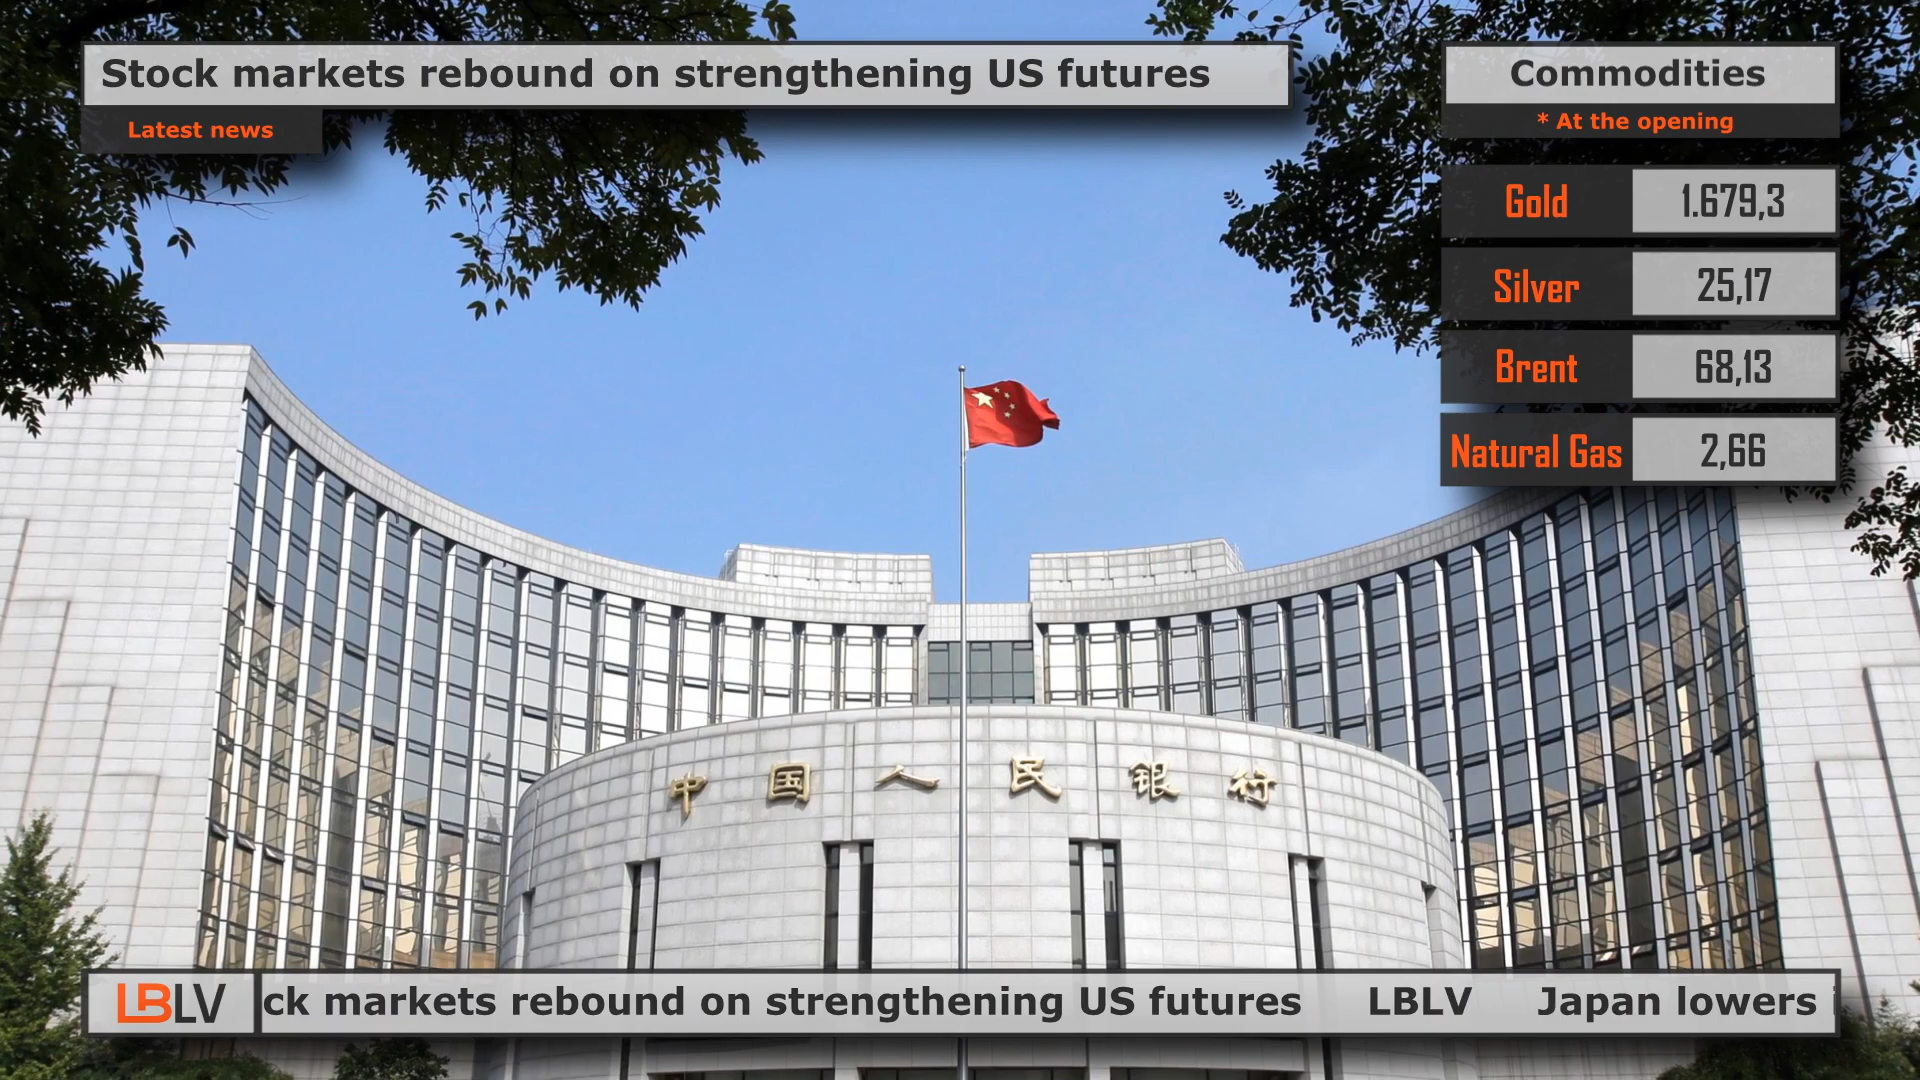 Stock markets rebound on strengthening US futures
Latest news
Commodities
* At the opening
Gold 1.679,3
Silver 25,17
Brent 68,13
Natural Gas 2,66
中国人民银行
LBLV ck markets rebound on strengthening US futures LBLV Japan lowers